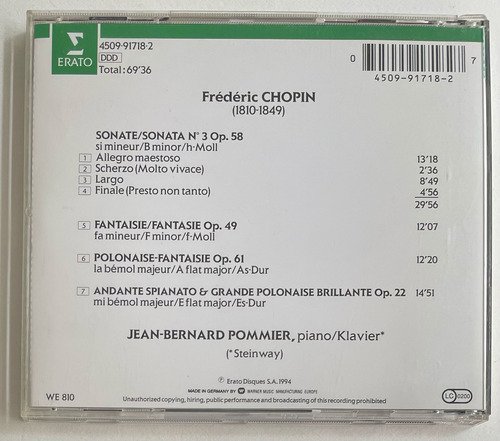 ERATO
4509-91718-2
DDD
Total: 69'36
0 4509-91718-2 7
Frédéric CHOPIN
(1810-1849)
SONATE/SONATA N° 3 Op. 58
si mineur/B minor/h-Moll
1 Allegro maestoso 13'18
2 Scherzo (Molto vivace) 2'36
3 Largo 8'49
4 Finale (Presto non tanto) 4'56
29'56
5 FANTAISIE/FANTASIE Op. 49 12'07
fa mineur/F minor/f-Moll
6 POLONAISE-FANTAISIE Op. 61 12'20
la bémol majeur/A flat major/As-Dur
7 ANDANTE SPIANATO & GRANDE POLONAISE BRILLANTE Op. 22 14'51
mi bémol majeur/E flat major/Es-Dur
JEAN-BERNARD POMMIER, piano/Klavier*
(*Steinway)
℗ Erato Disques S.A. 1994
MADE IN GERMANY BY WARNER MUSIC MANUFACTURING EUROPE
WE 810
Unauthorized copying, hiring, public performance and broadcasting of this recording prohibited
LC 0200